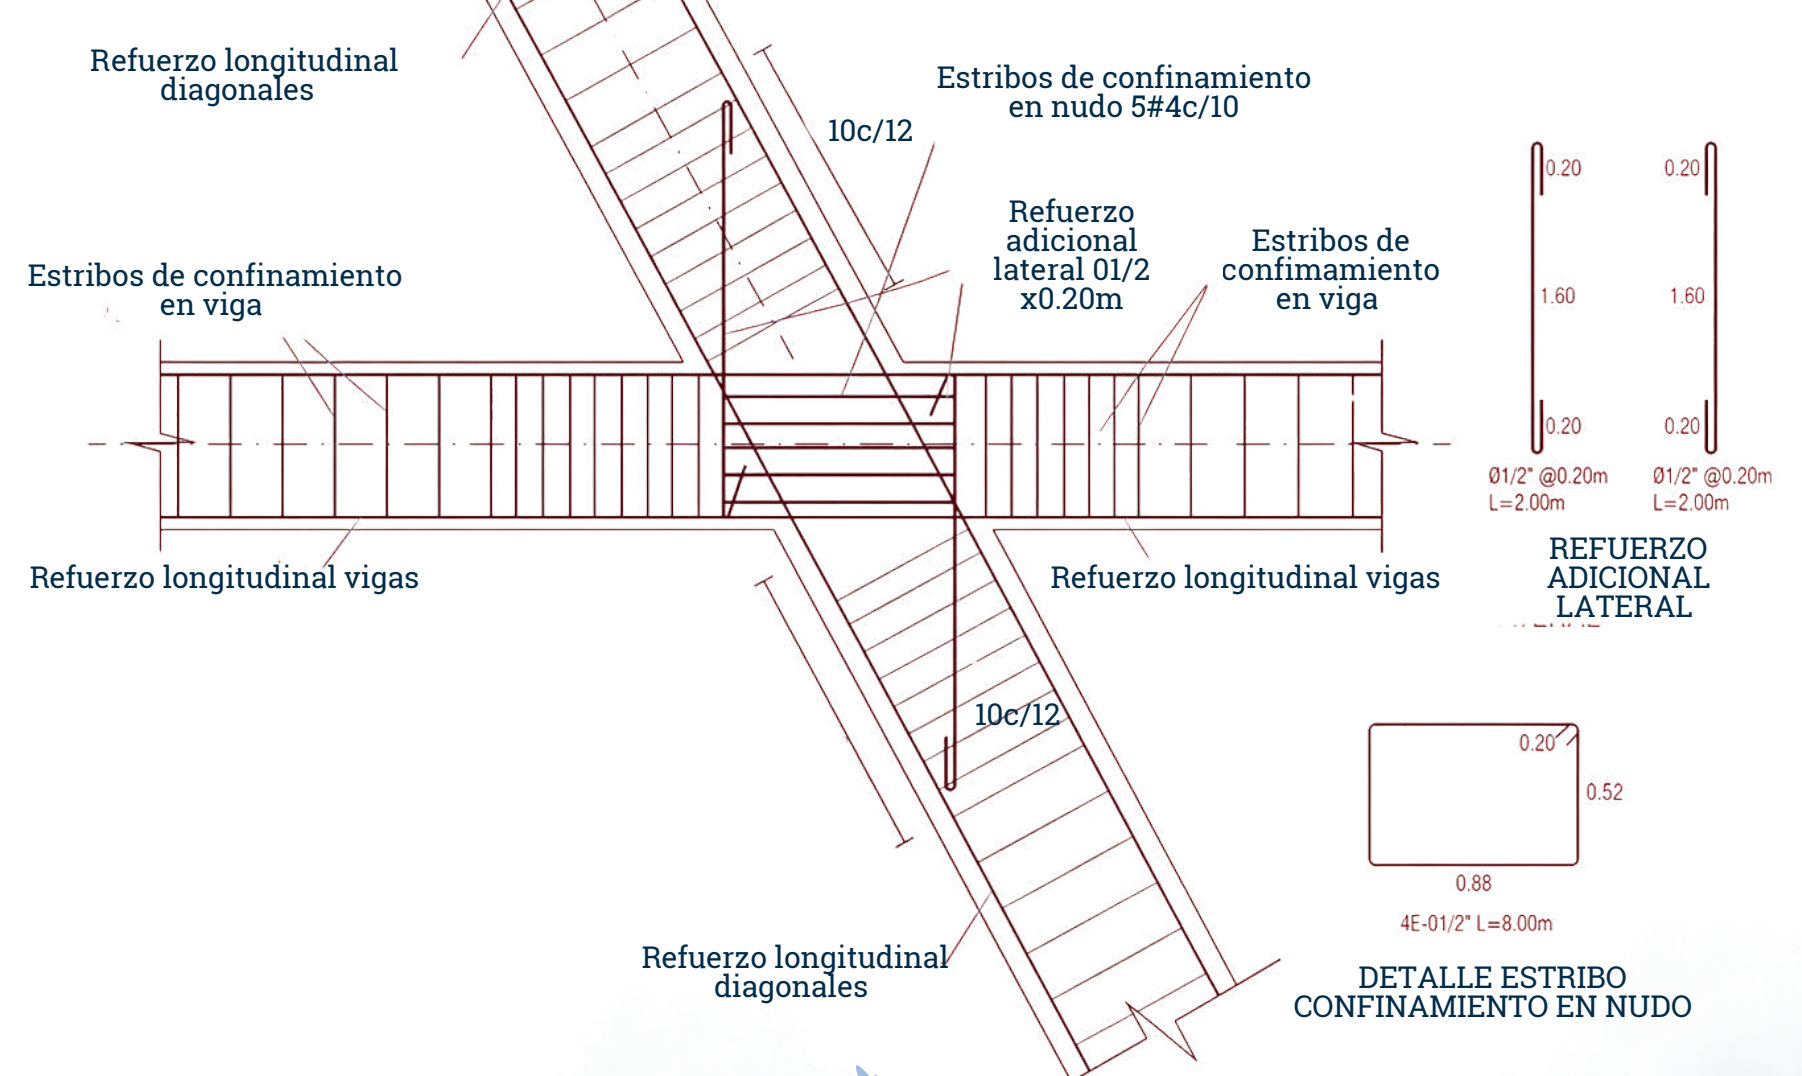 Refuerzo longitudinal
diagonales
Estribos de confinamiento
en nudo 5#4c/10
10c/12
Refuerzo
adicional
lateral 01/2
x0.20m
Estribos de
confimamiento
en viga
Estribos de confinamiento
en viga
Refuerzo longitudinal vigas
Refuerzo longitudinal vigas
10c/12
Refuerzo longitudinal
diagonales
0.20
0.20
1.60
1.60
0.20
0.20
Ø1/2" @0.20m
L=2.00m
Ø1/2" @0.20m
L=2.00m
REFUERZO
ADICIONAL
LATERAL
0.20
0.52
0.88
4E-01/2" L=8.00m
DETALLE ESTRIBO
CONFINAMIENTO EN NUDO